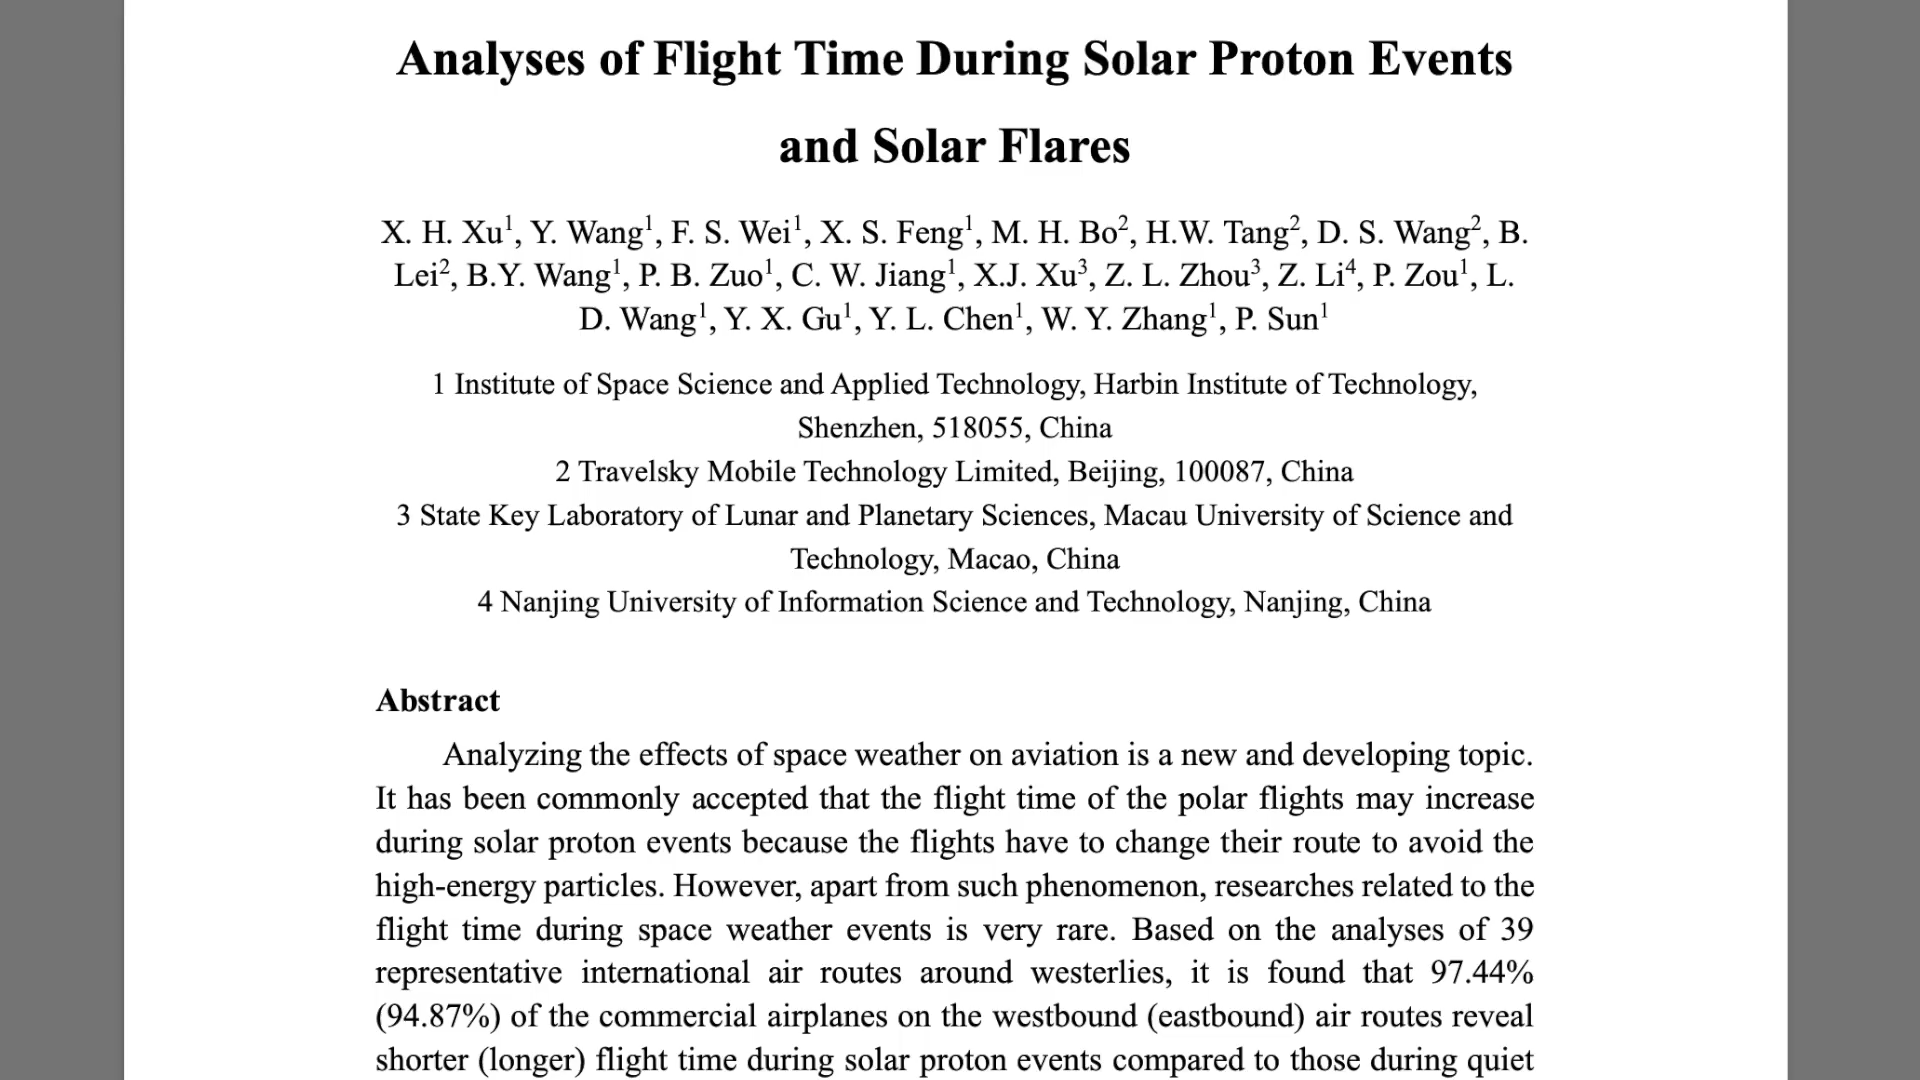 Analyses of Flight Time During Solar Proton Events
and Solar Flares
X. H. Xu1, Y. Wang1, F. S. Wei1, X. S. Feng1, M. H. Bo2, H.W. Tang2, D. S. Wang2, B.
Lei2, B.Y. Wang1, P. B. Zuo1, C. W. Jiang1, X.J. Xu3, Z. L. Zhou3, Z. Li4, P. Zou1, L.
D. Wang1, Y. X. Gu1, Y. L. Chen1, W. Y. Zhang1, P. Sun1
1 Institute of Space Science and Applied Technology, Harbin Institute of Technology,
Shenzhen, 518055, China
2 Travelsky Mobile Technology Limited, Beijing, 100087, China
3 State Key Laboratory of Lunar and Planetary Sciences, Macau University of Science and
Technology, Macao, China
4 Nanjing University of Information Science and Technology, Nanjing, China
Abstract
Analyzing the effects of space weather on aviation is a new and developing topic.
It has been commonly accepted that the flight time of the polar flights may increase
during solar proton events because the flights have to change their route to avoid the
high-energy particles. However, apart from such phenomenon, researches related to the
flight time during space weather events is very rare. Based on the analyses of 39
representative international air routes around westerlies, it is found that 97.44%
(94.87%) of the commercial airplanes on the westbound (eastbound) air routes reveal
shorter (longer) flight time during solar proton events compared to those during quiet